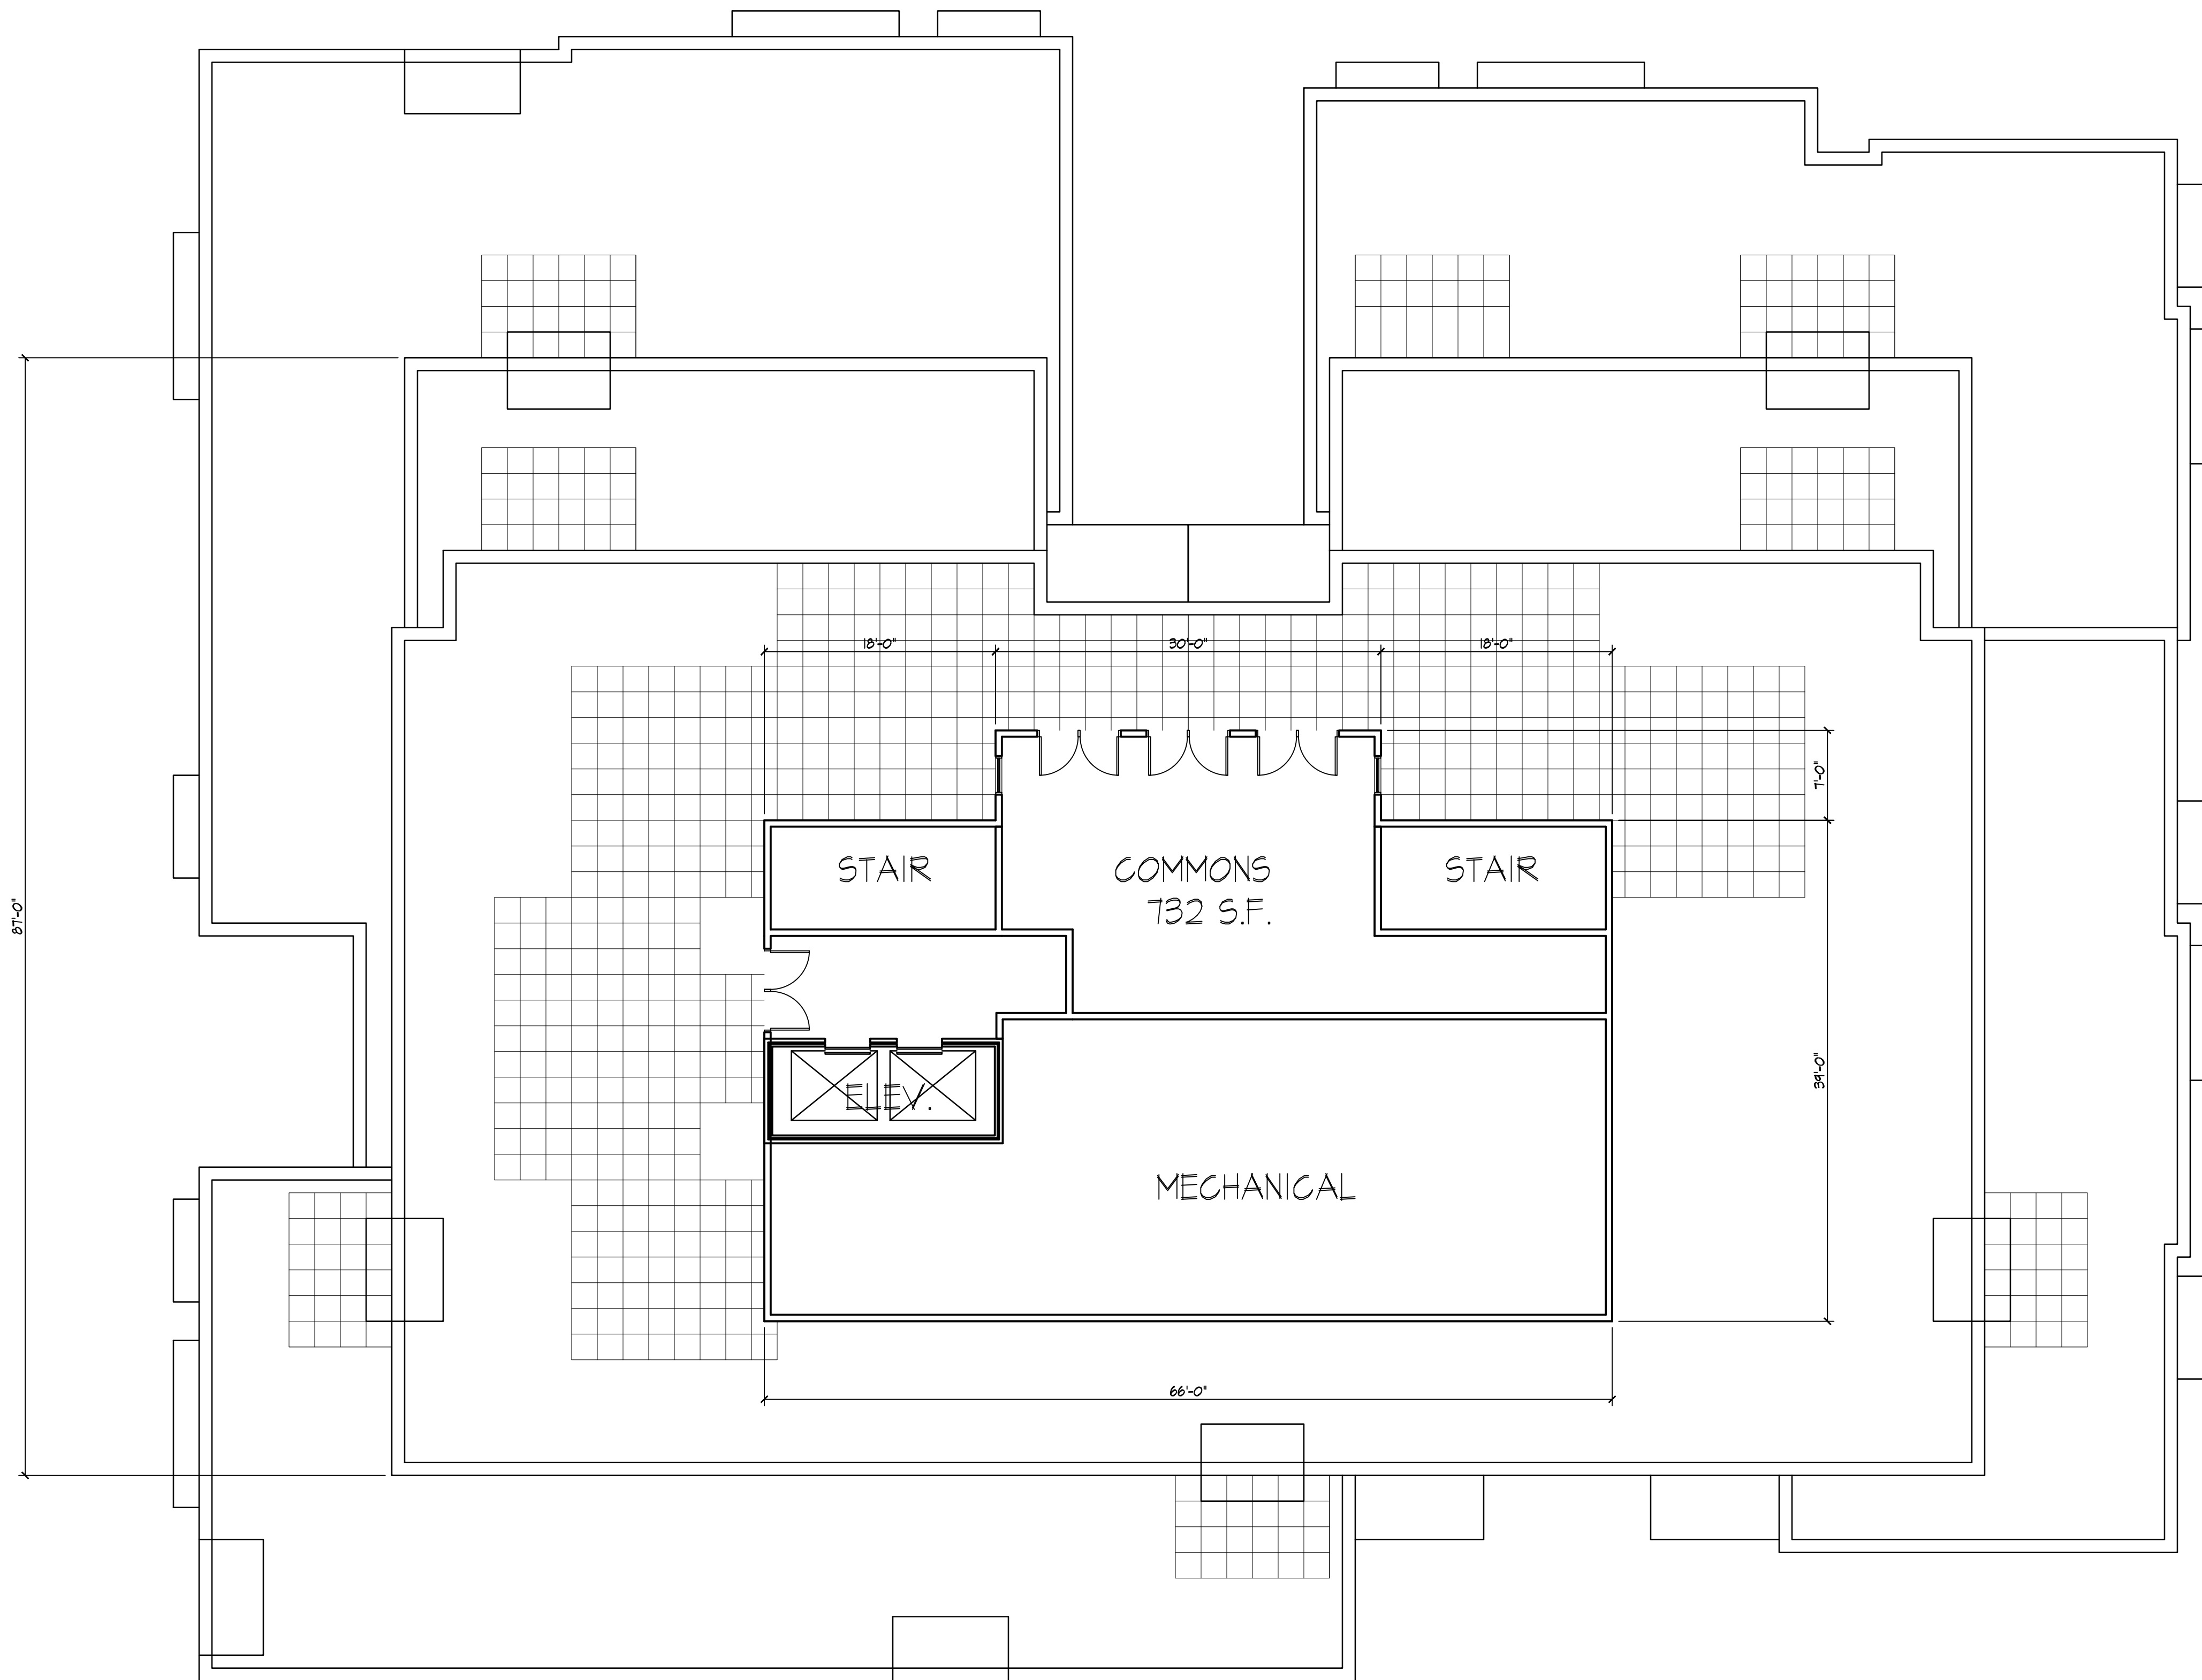 18'-0" 30'-0" 18'-0"
7'-0"
STAIR
COMMONS
732 S.F.
STAIR
87'-0"
39'-0"
ELEV.
MECHANICAL
66'-0"